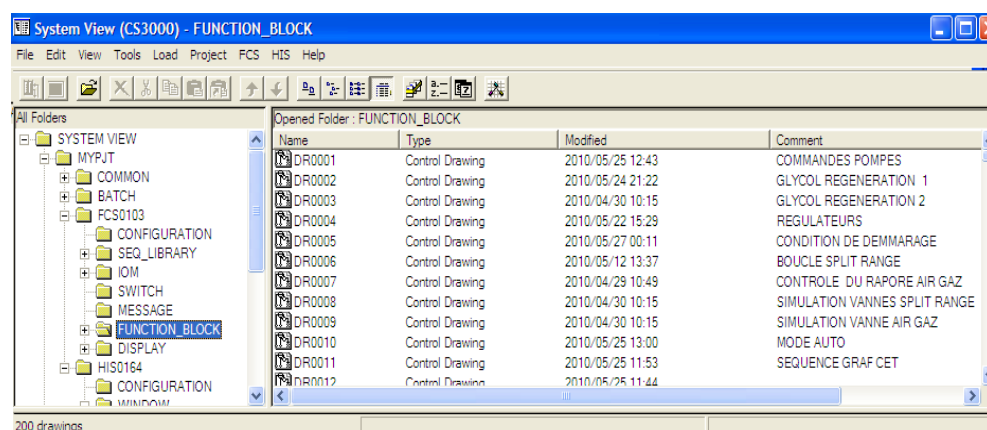 System View (CS3000) - FUNCTION_BLOCK
File Edit View Tools Load Project FCS HIS Help
All Folders
Opened Folder : FUNCTION_BLOCK
SYSTEM VIEW
MYPJT
COMMON
BATCH
FCS0103
CONFIGURATION
SEQ_LIBRARY
IOM
SWITCH
MESSAGE
FUNCTION_BLOCK
DISPLAY
HIS0164
CONFIGURATION
WINDOW
Name Type Modified Comment
DR0001 Control Drawing 2010/05/25 12:43 COMMANDES POMPES
DR0002 Control Drawing 2010/05/24 21:22 GLYCOL REGENERATION 1
DR0003 Control Drawing 2010/04/30 10:15 GLYCOL REGENERATION 2
DR0004 Control Drawing 2010/05/22 15:29 REGULATEURS
DR0005 Control Drawing 2010/05/27 00:11 CONDITION DE DEMMARAGE
DR0006 Control Drawing 2010/05/12 13:37 BOUCLE SPLIT RANGE
DR0007 Control Drawing 2010/04/29 10:49 CONTROLE DU RAPORE AIR GAZ
DR0008 Control Drawing 2010/04/30 10:15 SIMULATION VANNES SPLIT RANGE
DR0009 Control Drawing 2010/04/30 10:15 SIMULATION VANNE AIR GAZ
DR0010 Control Drawing 2010/05/25 13:00 MODE AUTO
DR0011 Control Drawing 2010/05/25 11:53 SEQUENCE GRAF CET
DR0012 Control Drawing 2010/05/25 11:44
200 drawings